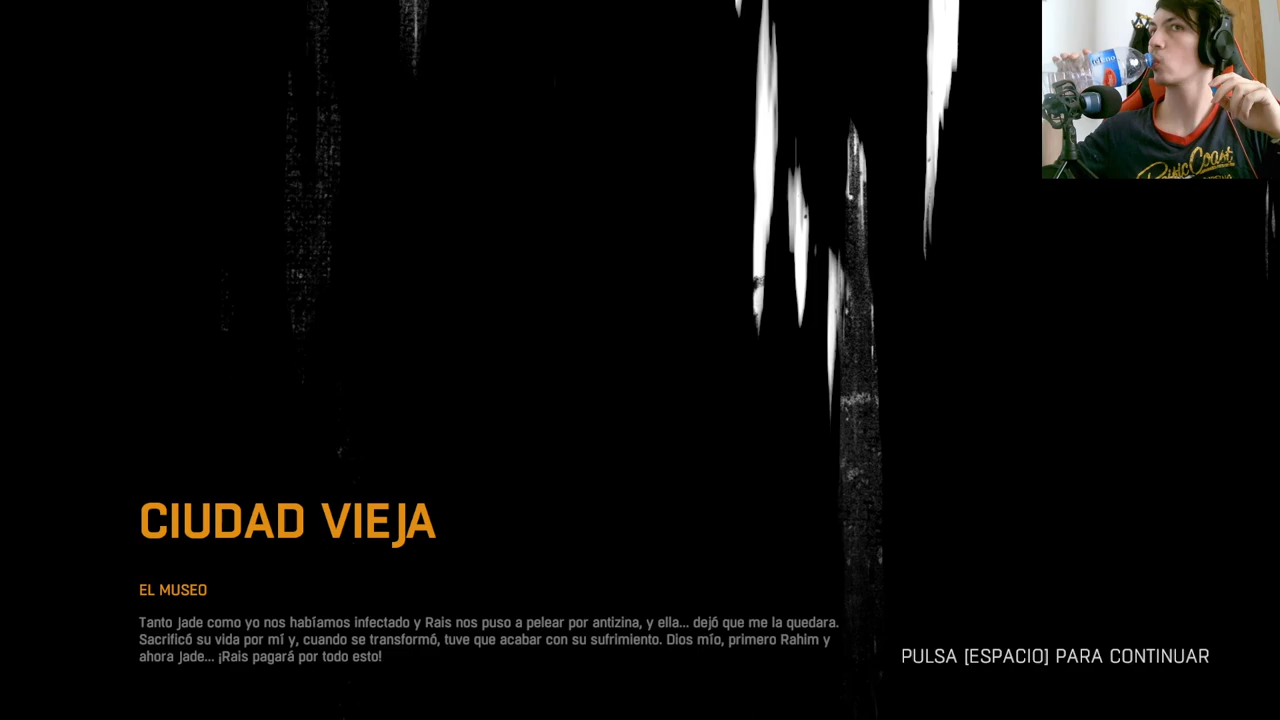 CIUDAD VIEJA
EL MUSEO
Tanto Jade como yo nos habíamos infectado y Rais nos puso a pelear por antizina, y ella... dejó que me la quedara.
Sacrificó su vida por mí y, cuando se transformó, tuve que acabar con su sufrimiento. Dios mío, primero Rahim y
ahora Jade... ¡Rais pagará por todo esto!
PULSA [ESPACIO] PARA CONTINUAR